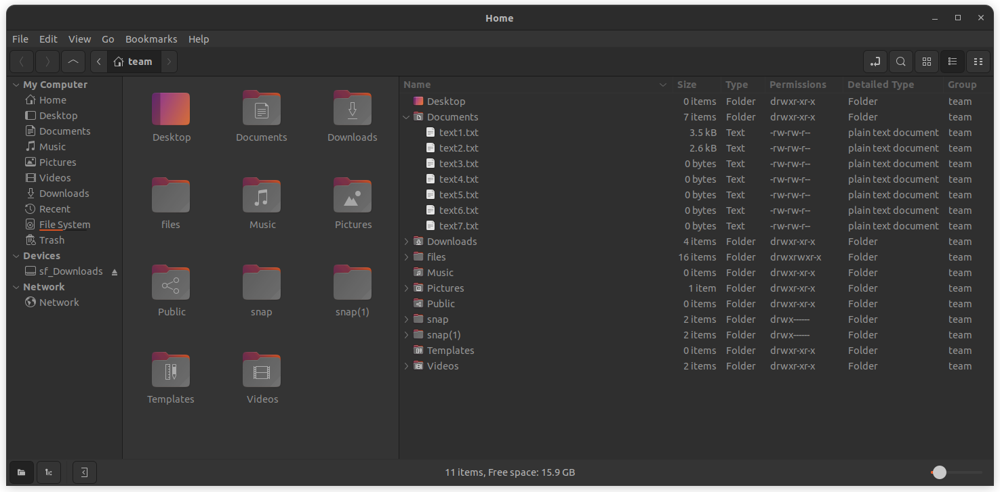 Home
File Edit View Go Bookmarks Help
team
My Computer
Home
Desktop
Documents
Music
Pictures
Videos
Downloads
Recent
File System
Trash
Devices
sf_Downloads
Network
Network
Desktop Documents Downloads
files Music Pictures
Public snap snap(1)
Templates Videos
Name Size Type Permissions Detailed Type Group
Desktop 0 items Folder drwxr-xr-x Folder team
Documents 7 items Folder drwxr-xr-x Folder team
text1.txt 3.5 kB Text -rw-rw-r-- plain text document team
text2.txt 2.6 kB Text -rw-rw-r-- plain text document team
text3.txt 0 bytes Text -rw-rw-r-- plain text document team
text4.txt 0 bytes Text -rw-rw-r-- plain text document team
text5.txt 0 bytes Text -rw-rw-r-- plain text document team
text6.txt 0 bytes Text -rw-rw-r-- plain text document team
text7.txt 0 bytes Text -rw-rw-r-- plain text document team
Downloads 4 items Folder drwxr-xr-x Folder team
files 16 items Folder drwxrwxr-x Folder team
Music 0 items Folder drwxr-xr-x Folder team
Pictures 1 item Folder drwxr-xr-x Folder team
Public 0 items Folder drwxr-xr-x Folder team
snap 2 items Folder drwx------ Folder team
snap(1) 2 items Folder drwx------ Folder team
Templates 0 items Folder drwxr-xr-x Folder team
Videos 2 items Folder drwxr-xr-x Folder team
11 items, Free space: 15.9 GB